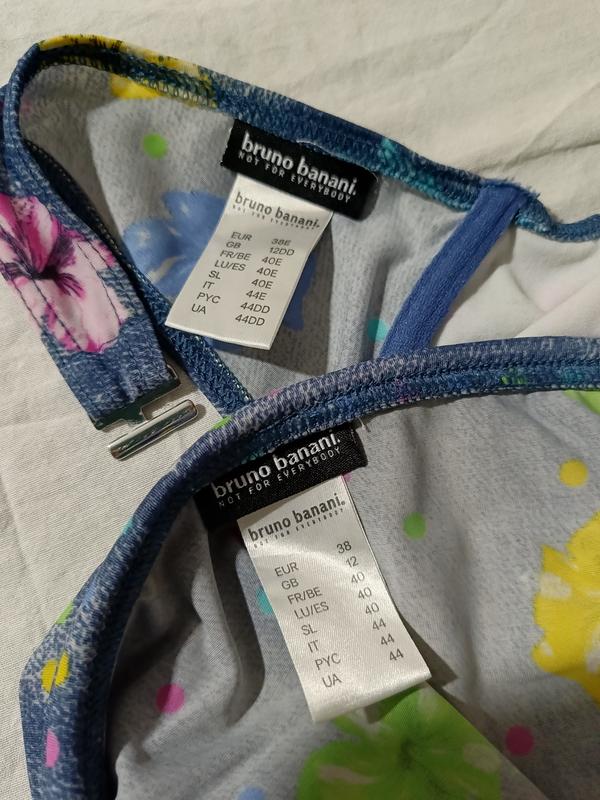 bruno banani.
NOT FOR EVERYBODY
bruno banani.
NOT FOR EVERYBODY
EUR 38E
GB 12DD
FR/BE 40E
LU/ES 40E
SL 40E
IT 44E
PYC 44DD
UA 44DD
bruno banani.
NOT FOR EVERYBODY
bruno banani.
NOT FOR EVERYBODY
EUR 38
GB 12
FR/BE 40
LU/ES 40
SL 40
IT 44
PYC 44
UA 44